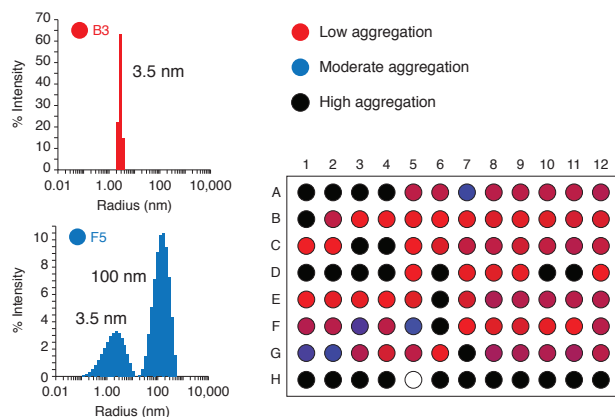 B3
3.5 nm
% Intensity
70
60
50
40
30
20
10
0
0.01 1.00 100 10,000
Radius (nm)
F5
100 nm
3.5 nm
% Intensity
10
8
6
4
2
0
0.01 1.00 100 10,000
Radius (nm)
Low aggregation
Moderate aggregation
High aggregation
1 2 3 4 5 6 7 8 9 10 11 12
A
B
C
D
E
F
G
H